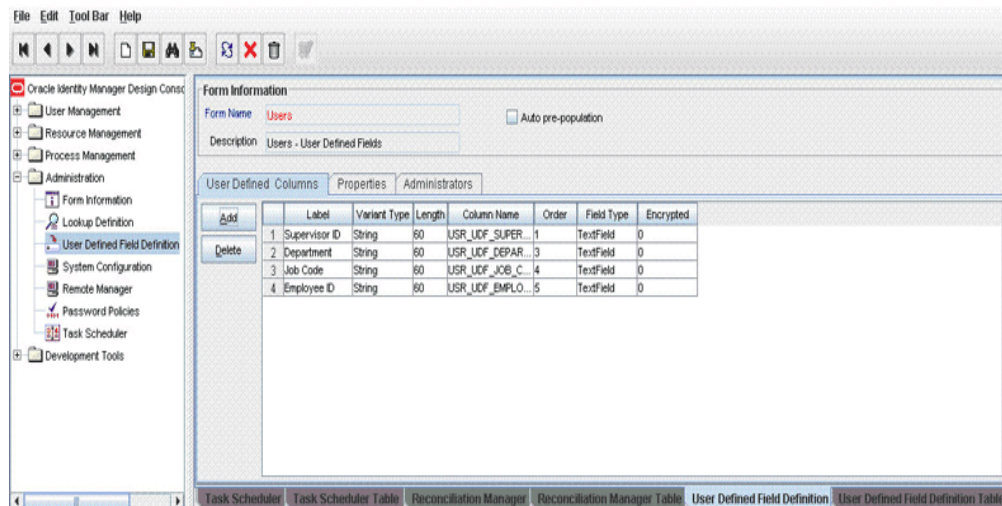 File Edit Tool Bar Help
Oracle Identity Manager Design Consc
User Management
Resource Management
Process Management
Administration
Form Information
Lookup Definition
User Defined Field Definition
System Configuration
Remote Manager
Password Policies
Task Scheduler
Development Tools
Form Information
Form Name Users
Auto pre-population
Description Users - User Defined Fields
User Defined Columns Properties Administrators
Add
Delete
Label Variant Type Length Column Name Order Field Type Encrypted
1 Supervisor ID String 60 USR_UDF_SUPER... 1 TextField 0
2 Department String 60 USR_UDF_DEPAR... 3 TextField 0
3 Job Code String 60 USR_UDF_JOB_C... 4 TextField 0
4 Employee ID String 60 USR_UDF_EMPLO... 5 TextField 0
Task Scheduler Task Scheduler Table Reconciliation Manager Reconciliation Manager Table User Defined Field Definition User Defined Field Definition Table